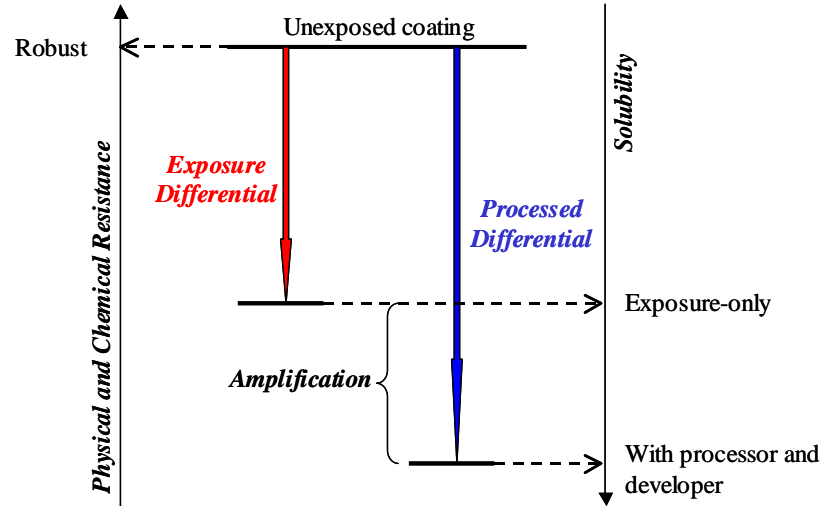 Unexposed coating
Robust
Solubility
Physical and Chemical Resistance
Exposure
Differential
Processed
Differential
Exposure-only
Amplification
With processor and
developer